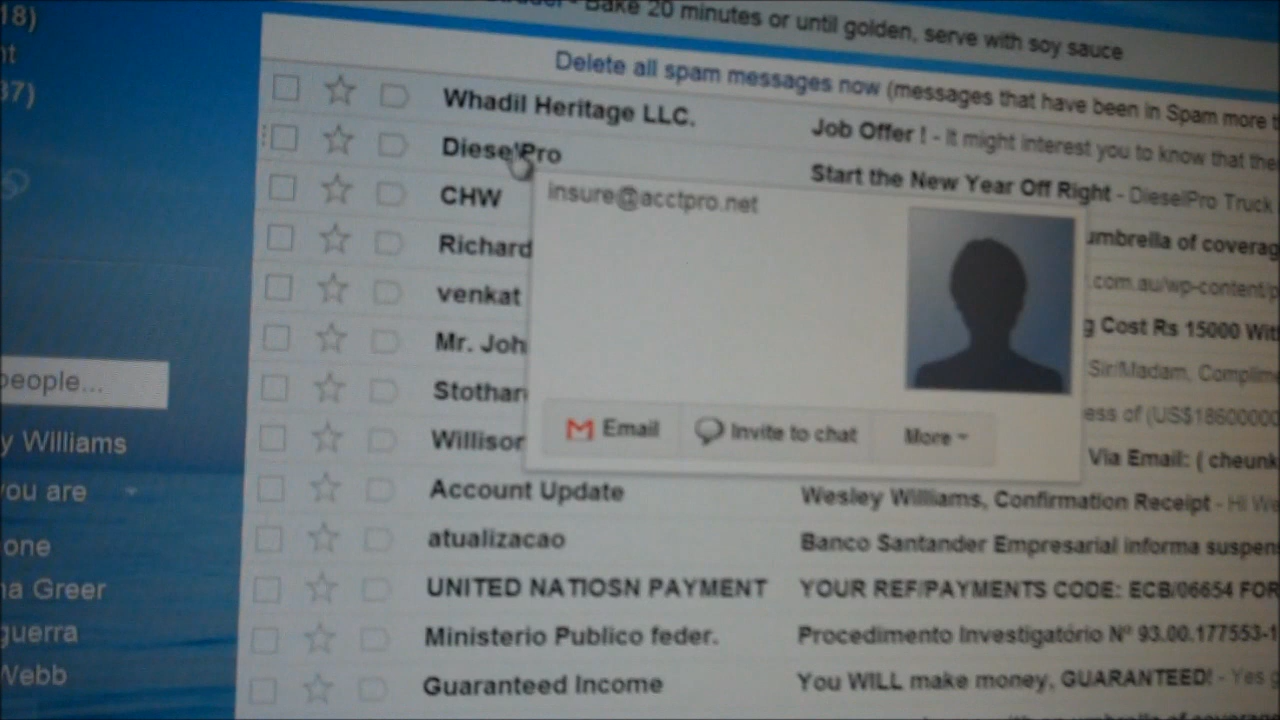 18)
Bake 20 minutes or until golden, serve with soy sauce
nt
37)
Delete all spam messages now (messages that have been in Spam more t
Whadil Heritage LLC. Job Offer ! - It might interest you to know that the
DieselPro Start the New Year Off Right - DieselPro Truck
CHW umbrella of coverag
insure@acctpro.net
Richard .com.au/wp-content/p
venkat g Cost Rs 15000 Wit
Mr. Joh Sir/Madam, Complime
people...
Stothar ess of (US$18600000
Email Invite to chat More
Willisor Via Email: ( cheunk
y Williams
you are
Account Update Wesley Williams, Confirmation Receipt - Hi We
one
atualizacao Banco Santander Empresarial informa suspen
na Greer
UNITED NATIOSN PAYMENT YOUR REF/PAYMENTS CODE: ECB/06654 FOR
guerra
Ministerio Publico feder. Procedimento Investigatório Nº 93.00.177553-1
Webb
Guaranteed Income You WILL make money, GUARANTEED! - Yes g